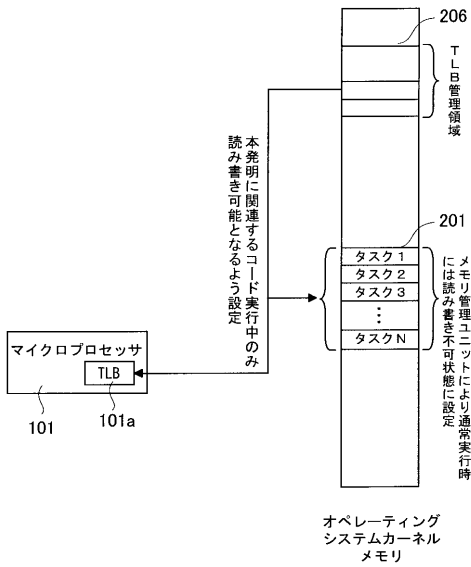 206
TLB管理領域
本発明に関連するコード実行中のみ
読み書き可能となるよう設定
201
タスク1
タスク2
タスク3
⋮
タスクN
メモリ管理ユニットにより通常実行時
には読み書き不可状態に設定
マイクロプロセッサ
TLB
101
101a
オペレーティング
システムカーネル
メモリ